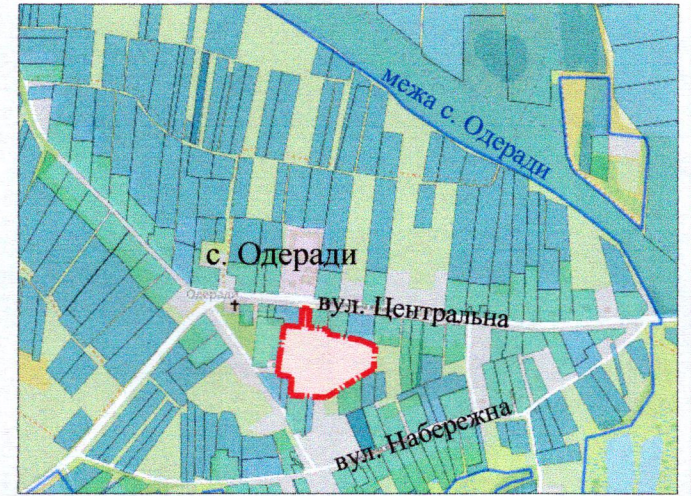 межа с. Одеради
с. Одеради
Одеради
вул. Центральна
вул. Набережна